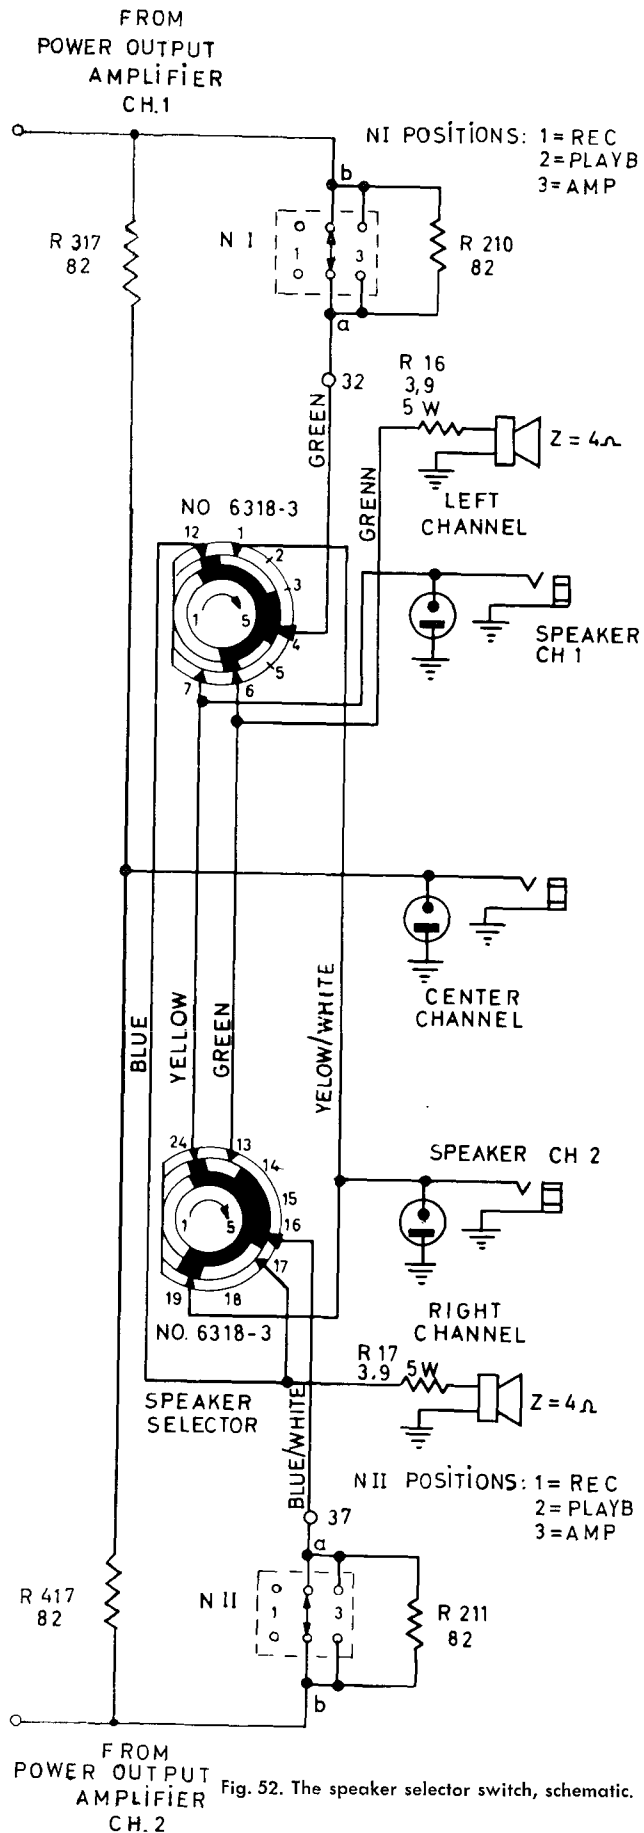 FROM
POWER OUTPUT
AMPLIFIER
CH.1
NI POSITIONS: 1=REC
2=PLAYB
3=AMP
b
R 317
82
N I
1
3
R 210
82
a
32
R 16
3,9
5 W
GREEN
GRENN
Z = 4Ω
LEFT
CHANNEL
NO 6318-3
12
1
2
3
1
5
4
5
7
6
SPEAKER
CH 1
BLUE
YELLOW
GREEN
YELOW/WHITE
CENTER
CHANNEL
24
13
14
15
1
5
16
17
19
18
NO. 6318-3
SPEAKER CH 2
RIGHT
CHANNEL
R 17
3.9 5W
Z = 4Ω
SPEAKER
SELECTOR
BLUE/WHITE
NII POSITIONS: 1=REC
2=PLAYB
3=AMP
37
a
R 417
82
N II
1
3
R 211
82
b
FROM
POWER OUTPUT
AMPLIFIER
CH.2
Fig. 52. The speaker selector switch, schematic.